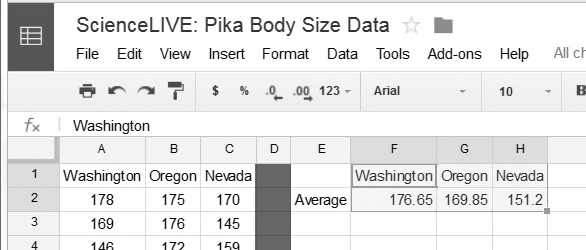 ScienceLIVE: Pika Body Size Data
File Edit View Insert Format Data Tools Add-ons Help All ch
$ % .0 .00 123 Arial 10 B
fx Washington
A B C D E F G H
1 Washington Oregon Nevada Washington Oregon Nevada
2 178 175 170 Average 176.65 169.85 151.2
3 169 176 145
4 146 172 159